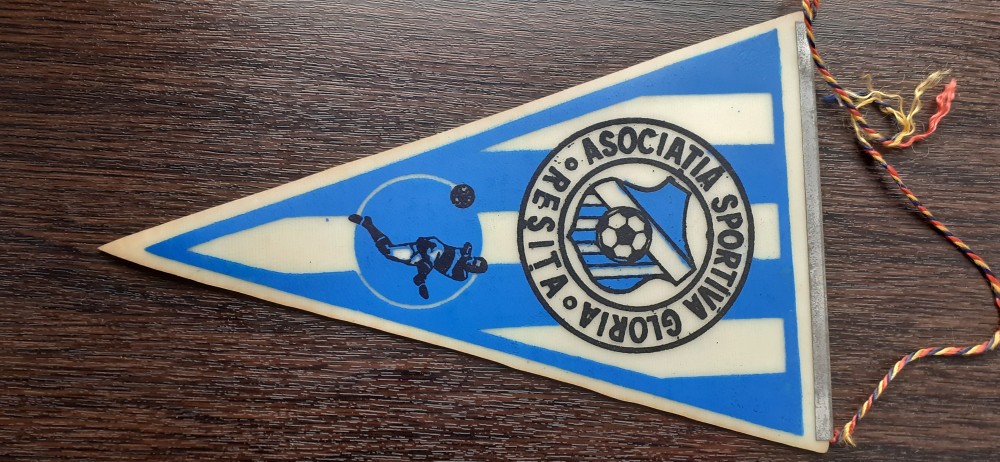 ASOCIATIA SPORTIVA GLORIA
RESITA